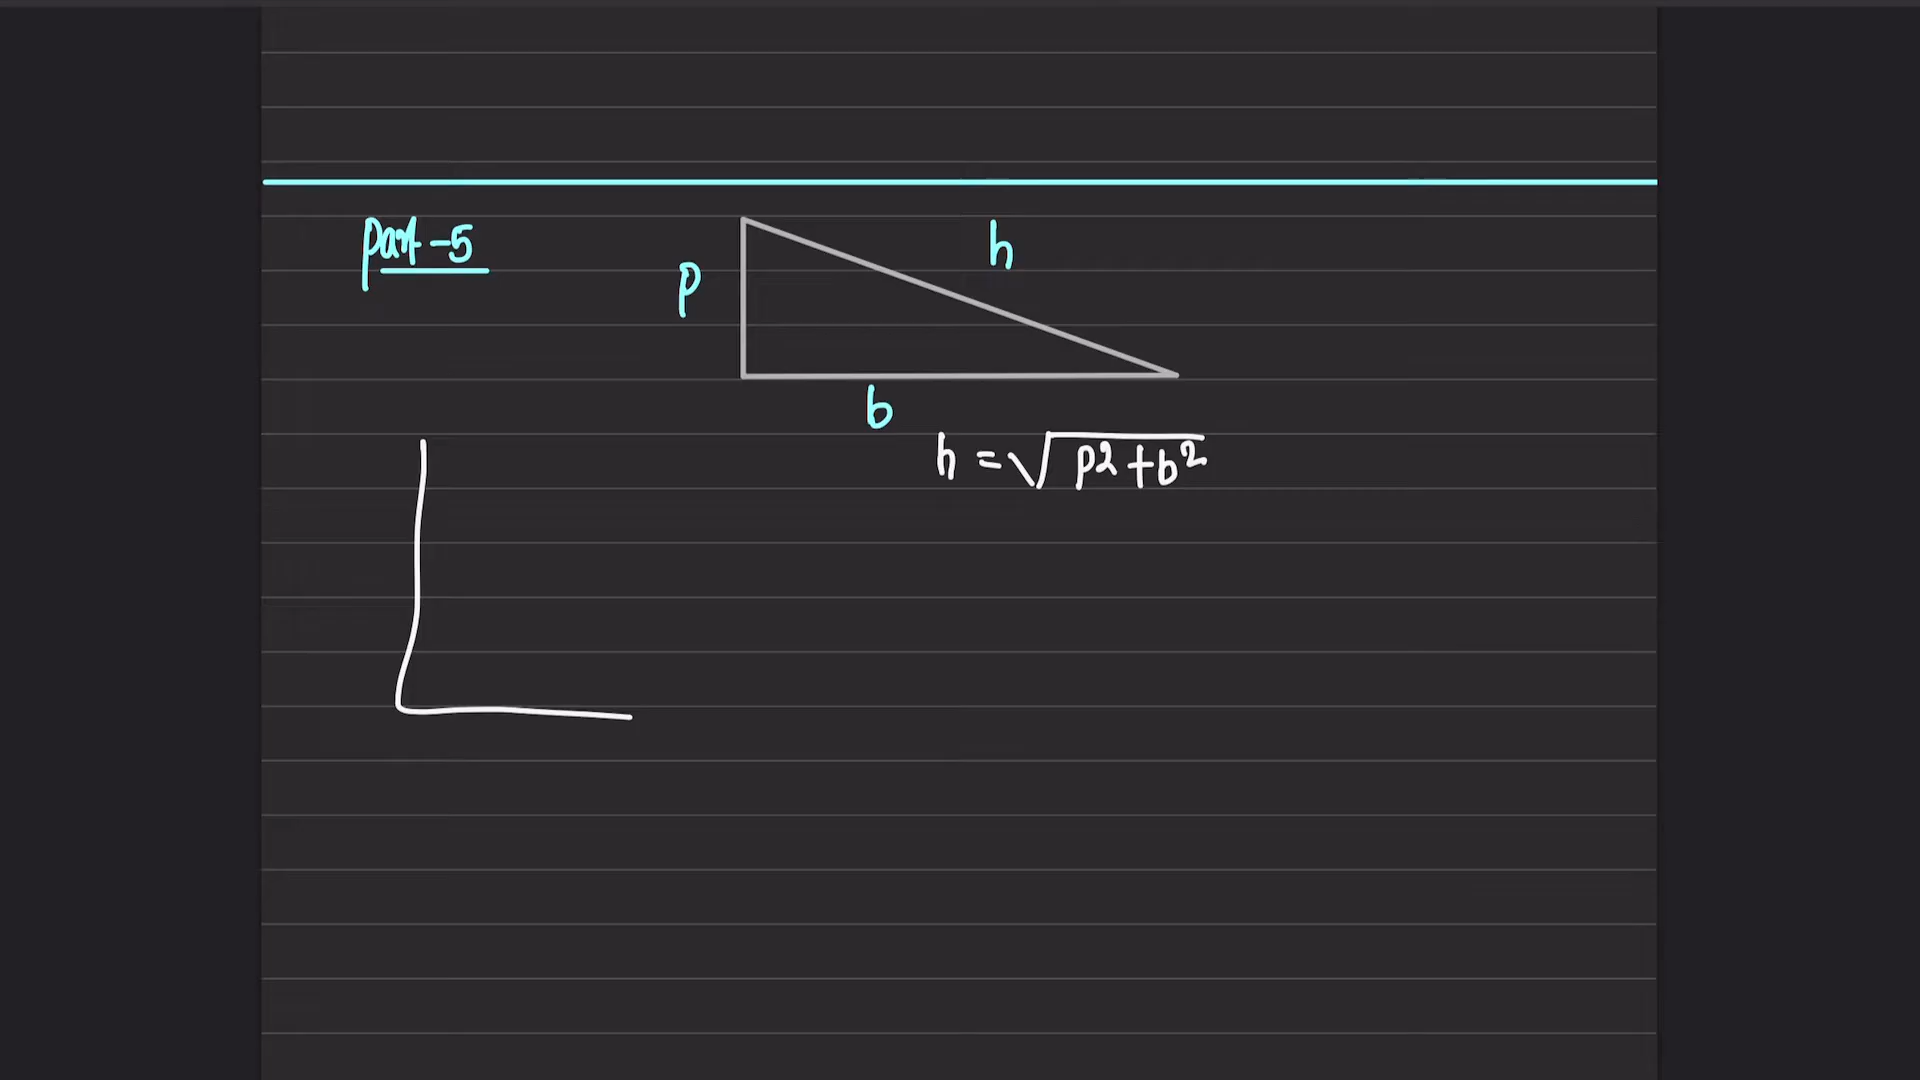 part-5
h
p
b
h = √p²+b²